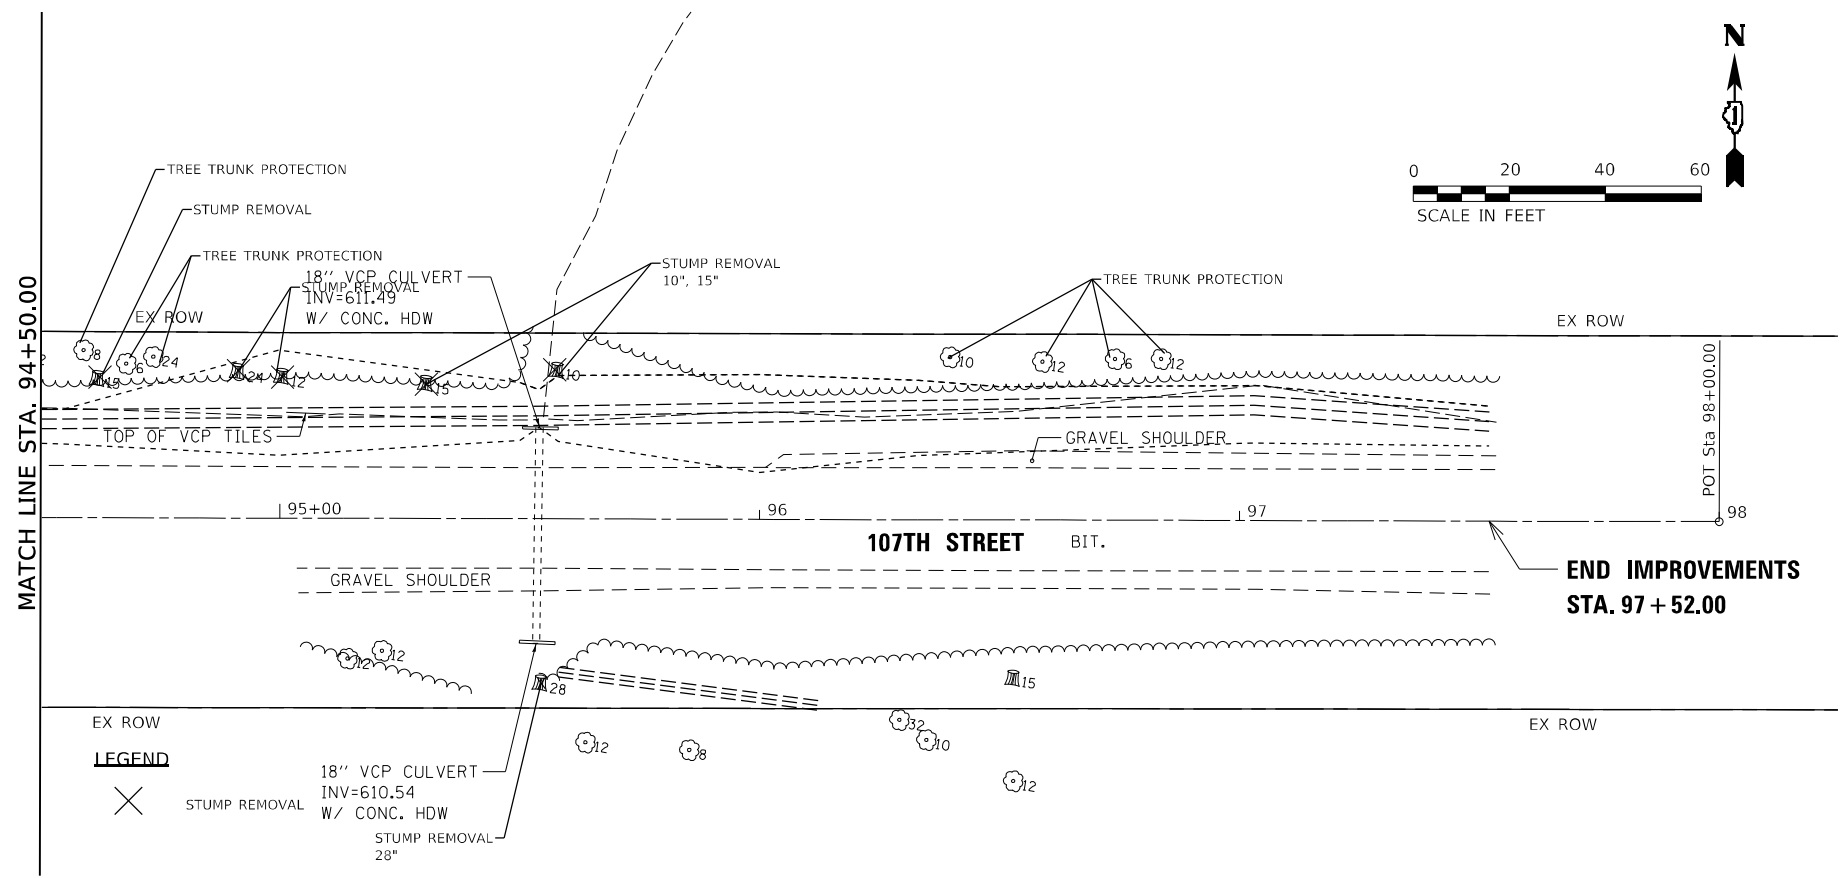 N
0 20 40 60
SCALE IN FEET
TREE TRUNK PROTECTION
STUMP REMOVAL
TREE TRUNK PROTECTION
18'' VCP CULVERT
INV=611.49
W/ CONC. HDW
STUMP REMOVAL
STUMP REMOVAL
10", 15"
TREE TRUNK PROTECTION
EX ROW
EX ROW
8
15
6
24
24
12
15
10
10
12
6
12
MATCH LINE STA. 94+50.00
TOP OF VCP TILES
GRAVEL SHOULDER
POT Sta 98+00.00
95+00
96
97
98
107TH STREET
BIT.
END IMPROVEMENTS
STA. 97 + 52.00
GRAVEL SHOULDER
12
12
28
15
EX ROW
EX ROW
32
10
12
8
12
LEGEND
STUMP REMOVAL
18'' VCP CULVERT
INV=610.54
W/ CONC. HDW
STUMP REMOVAL
28"